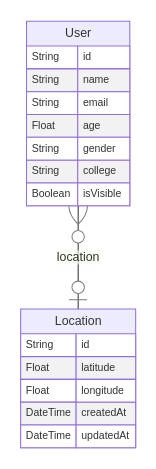 User
String id
String name
String email
Float age
String gender
String college
Boolean isVisible
location
Location
String id
Float latitude
Float longitude
DateTime createdAt
DateTime updatedAt